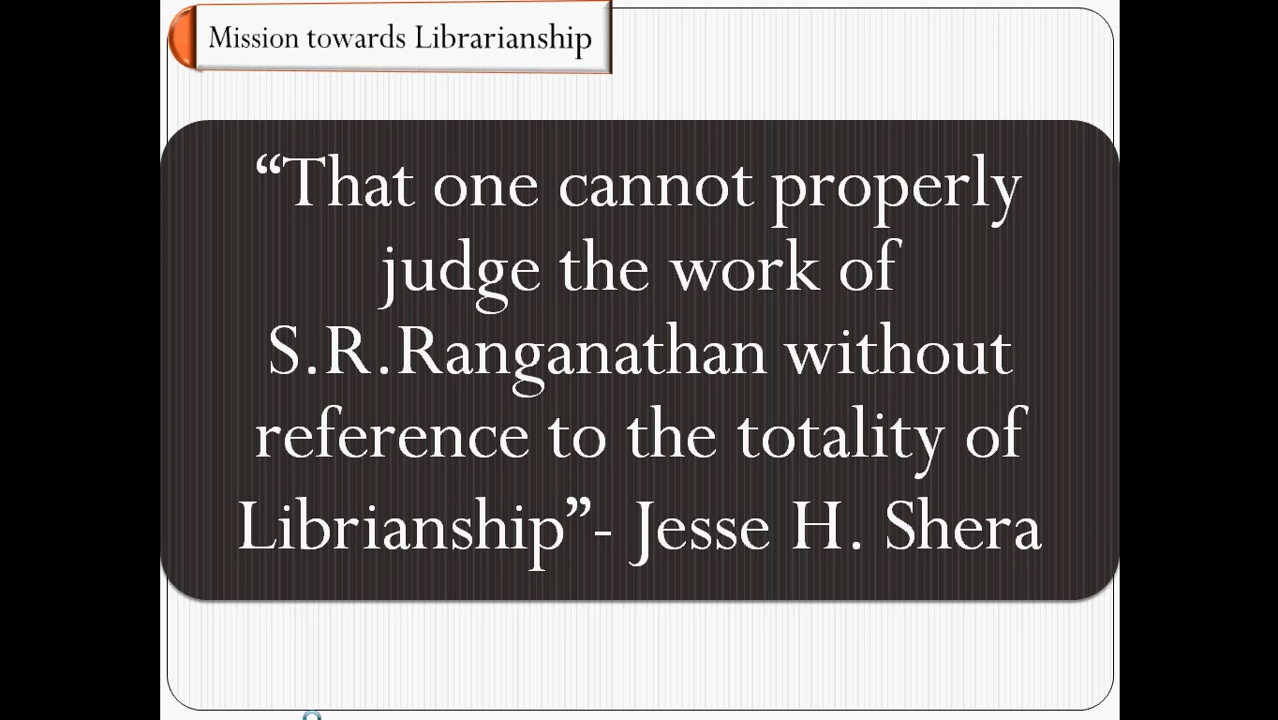 Mission towards Librarianship
“That one cannot properly
judge the work of
S.R.Ranganathan without
reference to the totality of
Librianship”- Jesse H. Shera